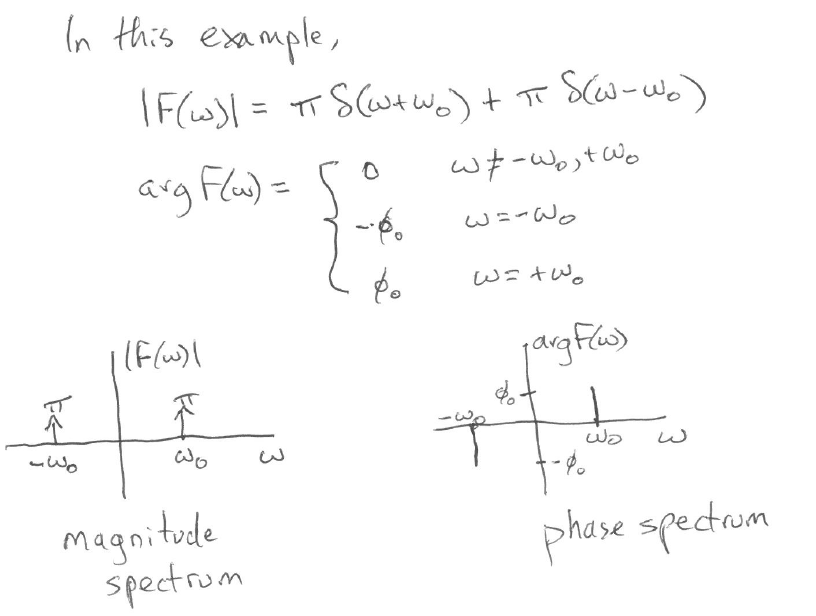 In this example,
|F(ω)| = π δ(ω+ω₀) + π δ(ω-ω₀)
arg F(ω) = { 0 ω ≠ -ω₀, +ω₀
-ϕ₀ ω = -ω₀
ϕ₀ ω = +ω₀
|F(ω)|
π π
-ω₀ ω₀ ω
magnitude
spectrum
arg F(ω)
ϕ₀
-ω₀ ω₀ ω
-ϕ₀
phase spectrum